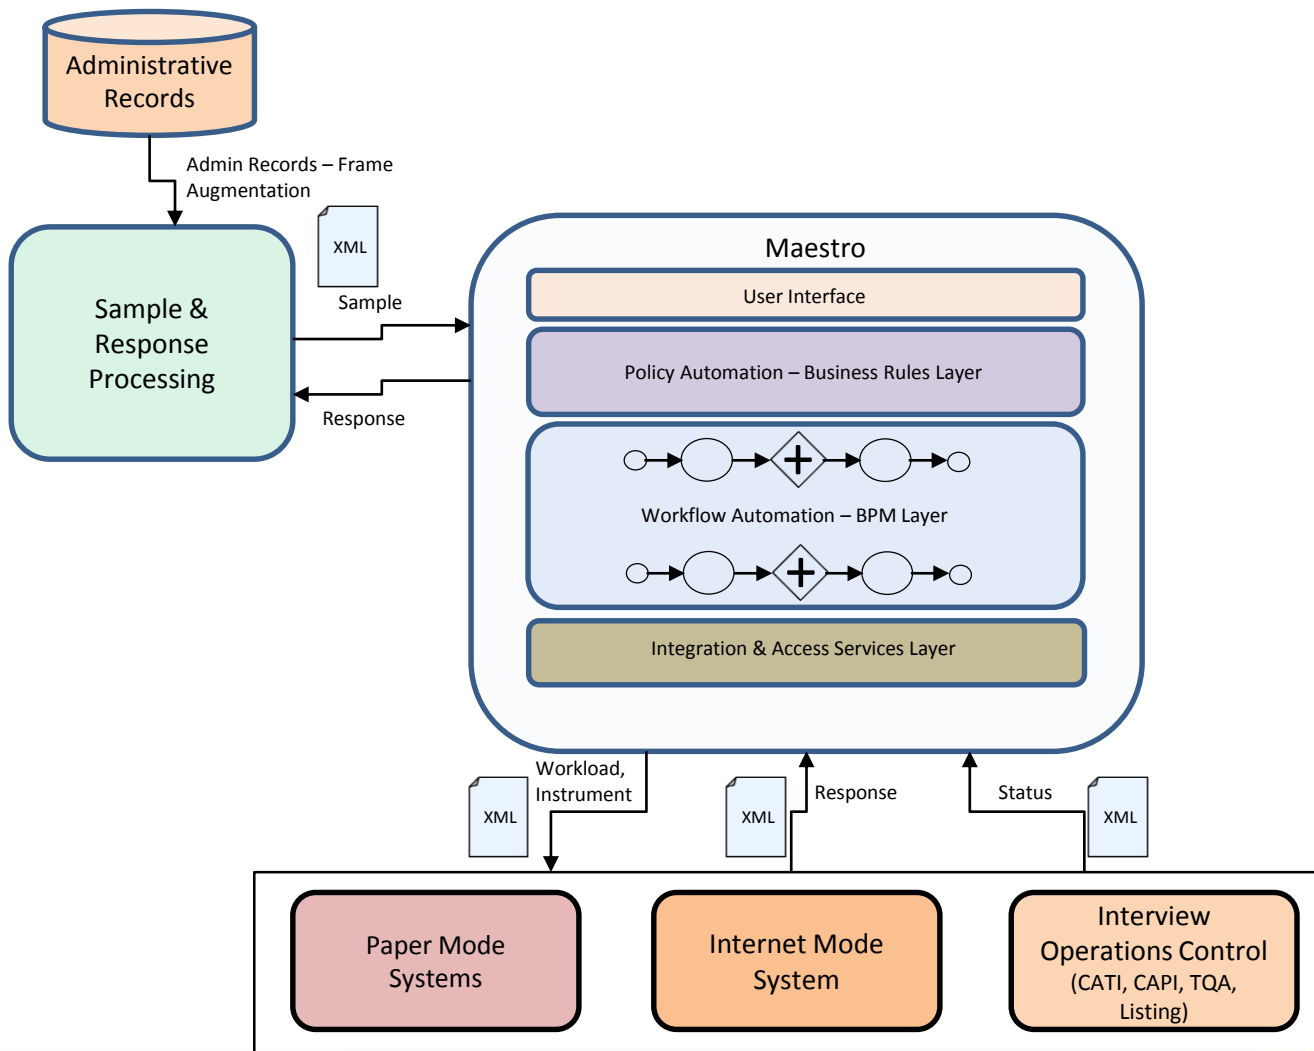 Administrative
Records
Admin Records – Frame
Augmentation
XML
Sample &
Response
Processing
Sample
Response
Maestro
User Interface
Policy Automation – Business Rules Layer
Workflow Automation – BPM Layer
Integration & Access Services Layer
XML
Workload,
Instrument
XML
Response
Status
XML
Paper Mode
Systems
Internet Mode
System
Interview
Operations Control
(CATI, CAPI, TQA,
Listing)